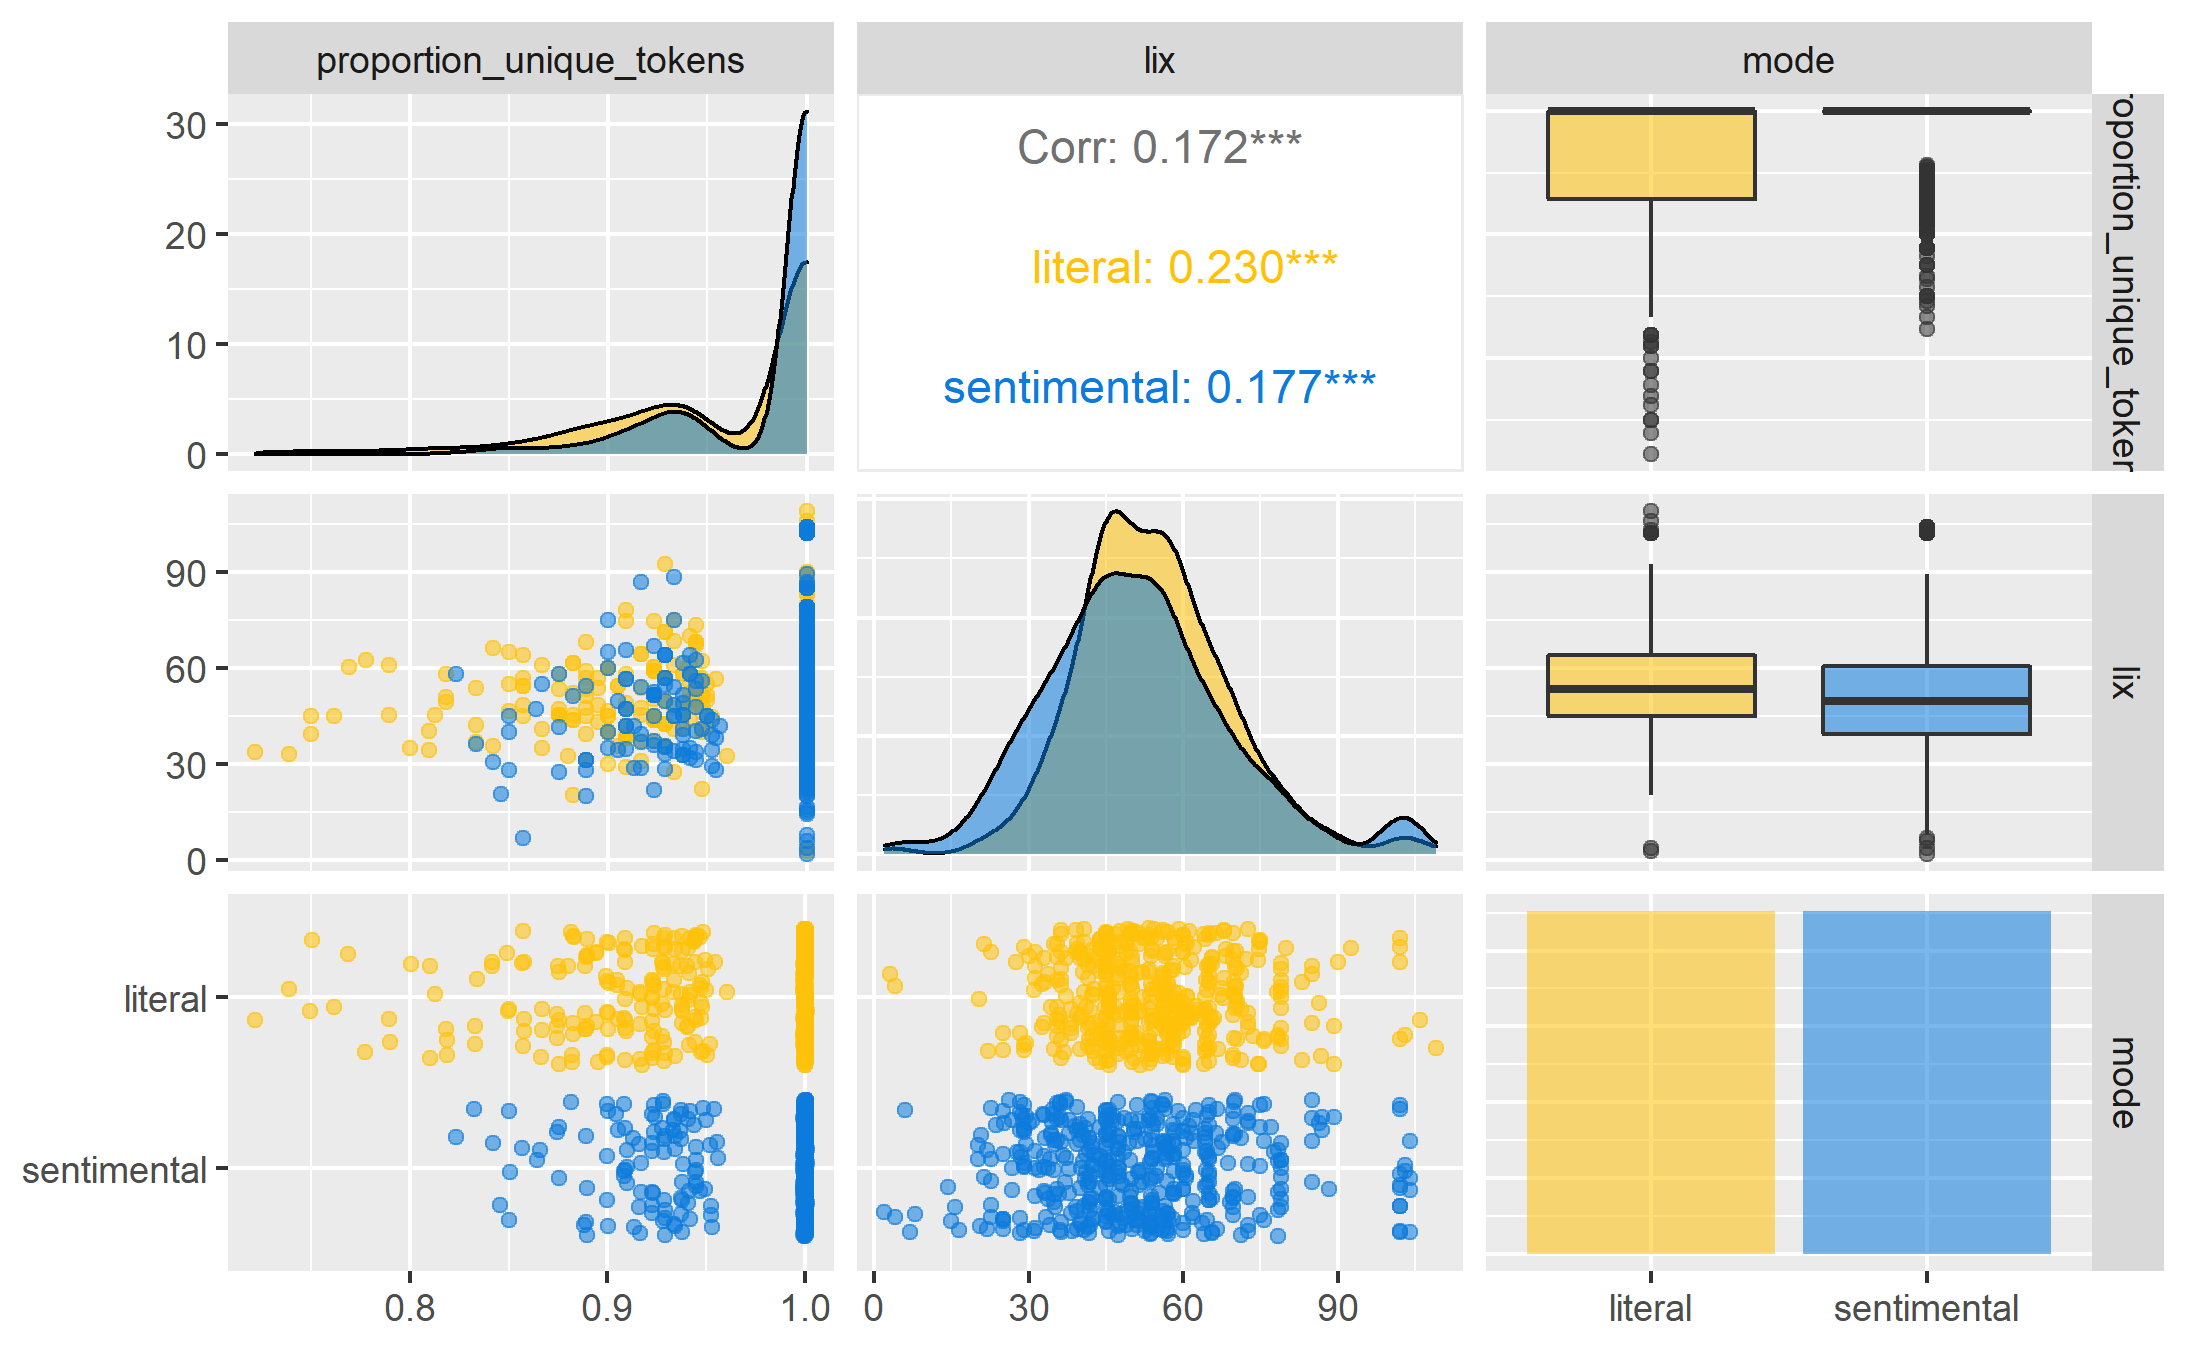 proportion_unique_tokens lix mode
30
20
10
0
Corr: 0.172***
literal: 0.230***
sentimental: 0.177***
roportion_unique_token
90
60
30
0
lix
literal
sentimental
mode
0.8 0.9 1.0 0 30 60 90 literal sentimental